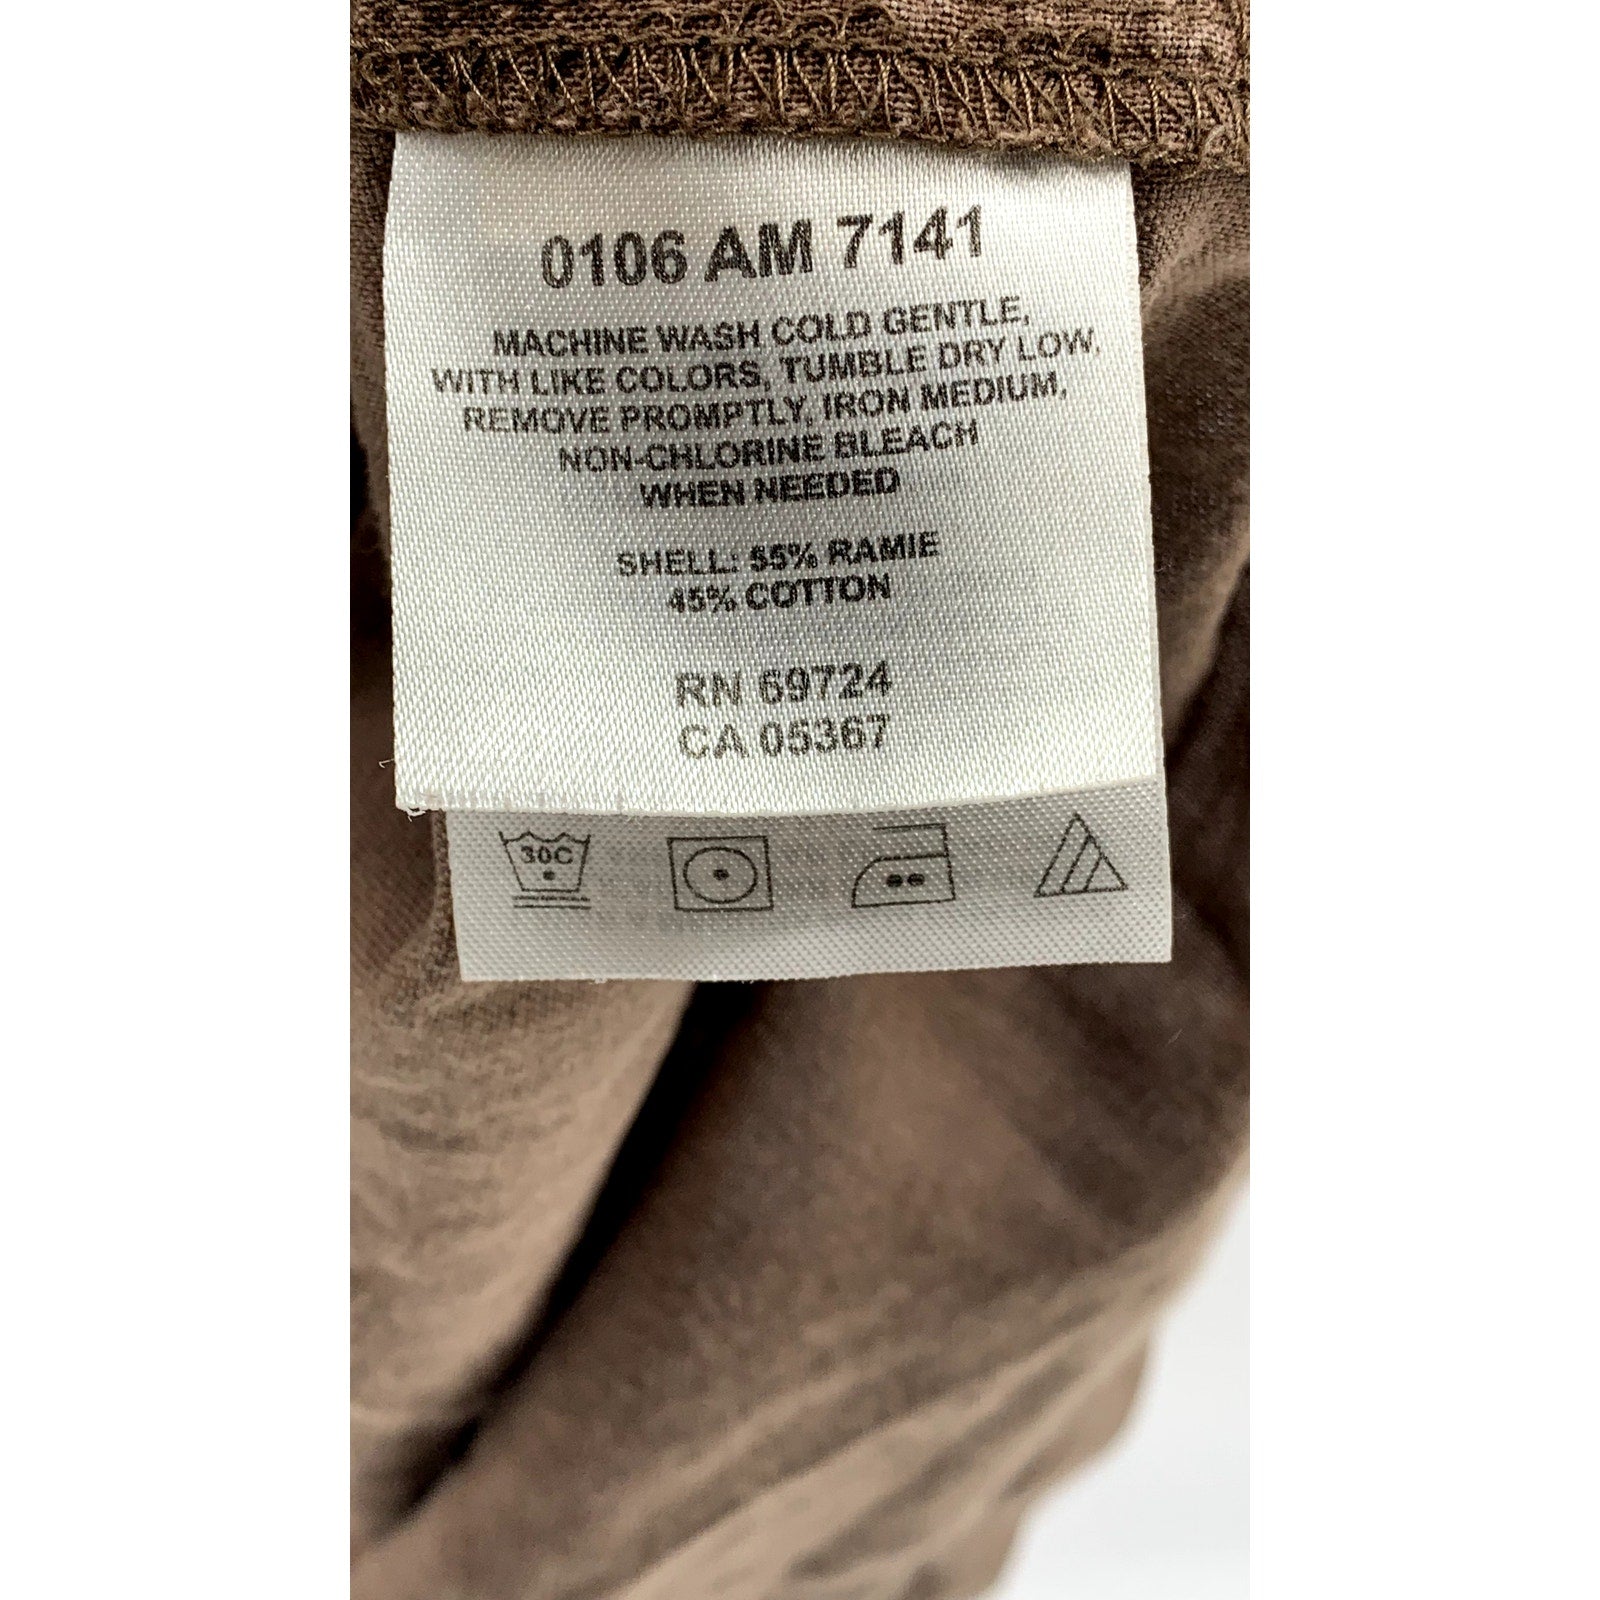 0106 AM 7141
MACHINE WASH COLD GENTLE,
WITH LIKE COLORS, TUMBLE DRY LOW,
REMOVE PROMPTLY, IRON MEDIUM,
NON-CHLORINE BLEACH
WHEN NEEDED
SHELL: 55% RAMIE
45% COTTON
RN 69724
CA 05367
30C